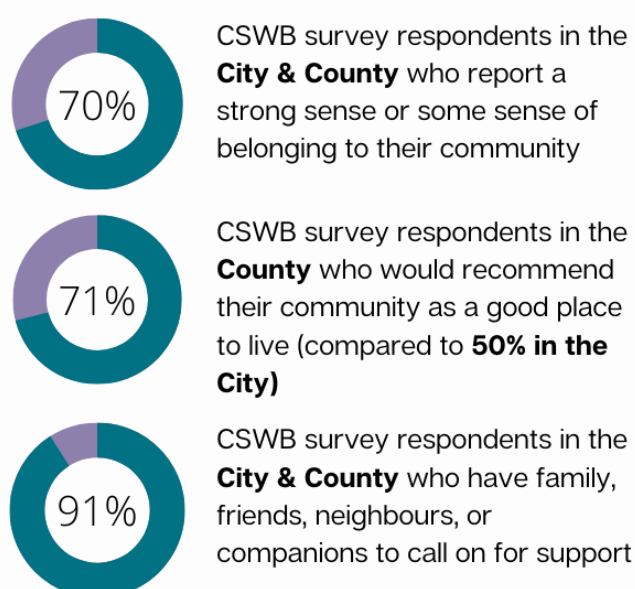 70%
CSWB survey respondents in the
City & County who report a
strong sense or some sense of
belonging to their community
71%
CSWB survey respondents in the
County who would recommend
their community as a good place
to live (compared to 50% in the
City)
91%
CSWB survey respondents in the
City & County who have family,
friends, neighbours, or
companions to call on for support